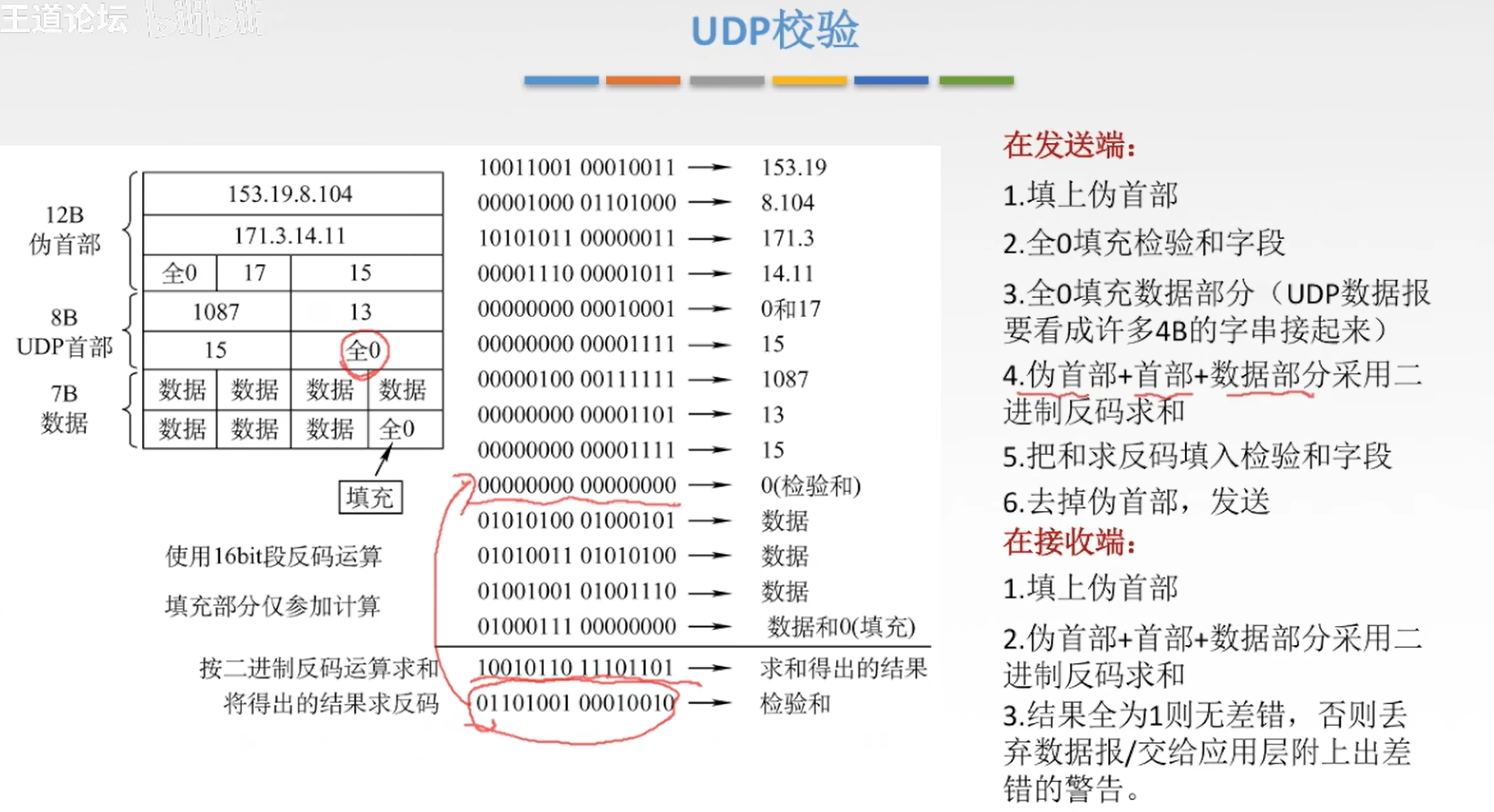 王道论坛 bilibili
UDP校验
12B
伪首部
153.19.8.104
171.3.14.11
全0 17 15
8B
UDP首部
1087 13
15 全0
7B
数据
数据 数据 数据 数据
数据 数据 数据 全0
填充
使用16bit段反码运算
填充部分仅参加计算
10011001 00010011 → 153.19
00001000 01101000 → 8.104
10101011 00000011 → 171.3
00001110 00001011 → 14.11
00000000 00010001 → 0和17
00000000 00001111 → 15
00000100 00111111 → 1087
00000000 00001101 → 13
00000000 00001111 → 15
00000000 00000000 → 0(检验和)
01010100 01000101 → 数据
01010011 01010100 → 数据
01001001 01001110 → 数据
01000111 00000000 → 数据和0(填充)
按二进制反码运算求和 10010110 11101101 → 求和得出的结果
将得出的结果求反码 01101001 00010010 → 检验和
在发送端：
1.填上伪首部
2.全0填充检验和字段
3.全0填充数据部分（UDP数据报
要看成许多4B的字串接起来）
4.伪首部+首部+数据部分采用二
进制反码求和
5.把和求反码填入检验和字段
6.去掉伪首部，发送
在接收端：
1.填上伪首部
2.伪首部+首部+数据部分采用二
进制反码求和
3.结果全为1则无差错，否则丢
弃数据报/交给应用层附上出差
错的警告。